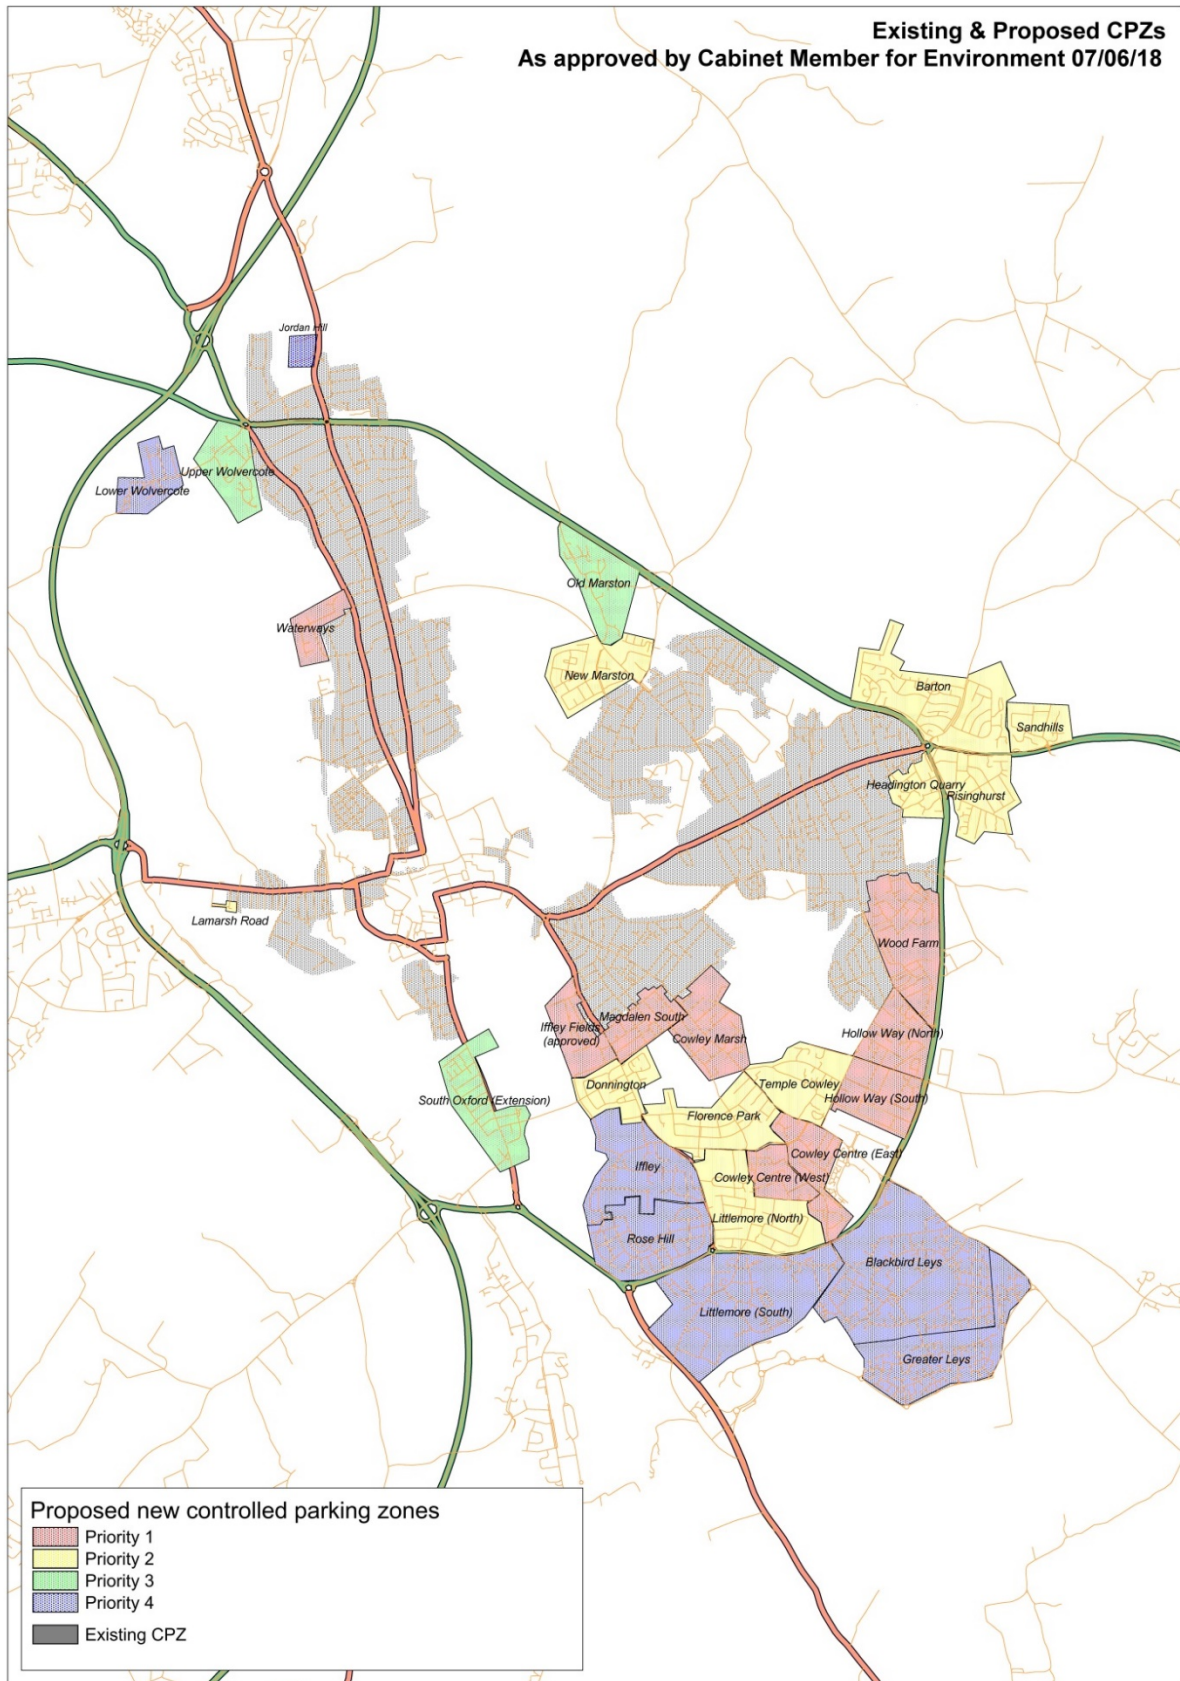 Existing & Proposed CPZs
As approved by Cabinet Member for Environment 07/06/18
Jordan Hill
Upper Wolvercote
Lower Wolvercote
Old Marston
Waterways
New Marston
Barton
Sandhills
Headington Quarry
Risinghurst
Lamarsh Road
Wood Farm
Iffley Fields
(approved)
Magdalen South
Cowley Marsh
Hollow Way (North)
Donnington
Temple Cowley
South Oxford (Extension)
Hollow Way (South)
Florence Park
Cowley Centre (East)
Iffley
Cowley Centre (West)
Littlemore (North)
Rose Hill
Blackbird Leys
Littlemore (South)
Greater Leys
Proposed new controlled parking zones
Priority 1
Priority 2
Priority 3
Priority 4
Existing CPZ